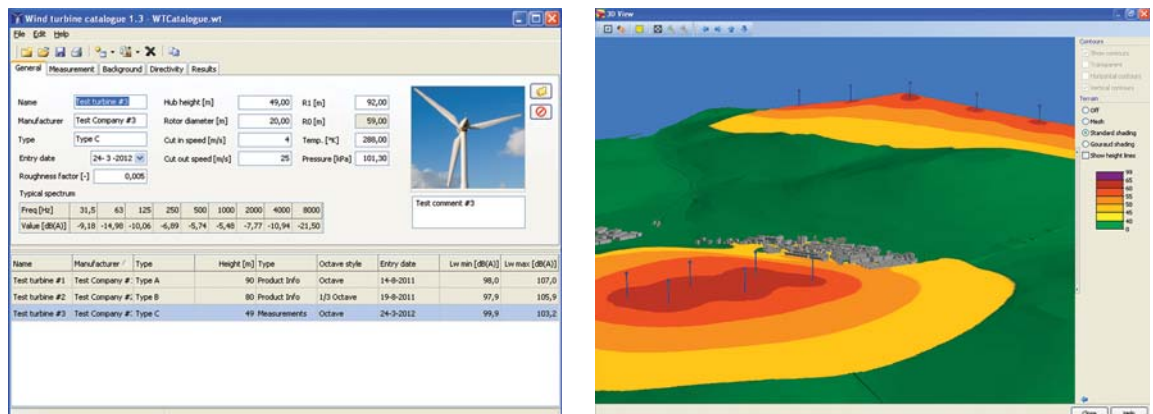 Wind turbine catalogue 1.3 - WTCatalogue.wt
File Edit Help
General Measurement Background Directivity Results
Name Test turbine #3 Hub height [m] 49,00 R1 [m] 92,00
Manufacturer Test Company #3 Rotor diameter [m] 20,00 R0 [m] 59,00
Type Type C Cut in speed [m/s] 4 Temp. [°K] 288,00
Entry date 24- 3 -2012 Cut out speed [m/s] 25 Pressure [kPa] 101,30
Roughness factor [-] 0,005
Typical spectrum
Test comment #3
Freq [Hz] 31,5 63 125 250 500 1000 2000 4000 8000
Value [dB(A)] -9,18 -14,98 -10,06 -6,89 -5,74 -5,48 -7,77 -10,94 -21,50
Name Manufacturer Type Height [m] Type Octave style Entry date Lw min [dB(A)] Lw max [dB(A)]
Test turbine #1 Test Company #: Type A 90 Product Info Octave 14-8-2011 98,0 107,0
Test turbine #2 Test Company #: Type B 80 Product Info 1/3 Octave 19-8-2011 97,9 105,9
Test turbine #3 Test Company #: Type C 49 Measurements Octave 24-3-2012 99,9 103,2
3D View
Contours
Show contours
Transparent
Horizontal contours
Vertical contours
Terrain
Off
Mesh
Standard shading
Gouraud shading
Show height lines
99
65
60
55
50
45
40
0
Close Help